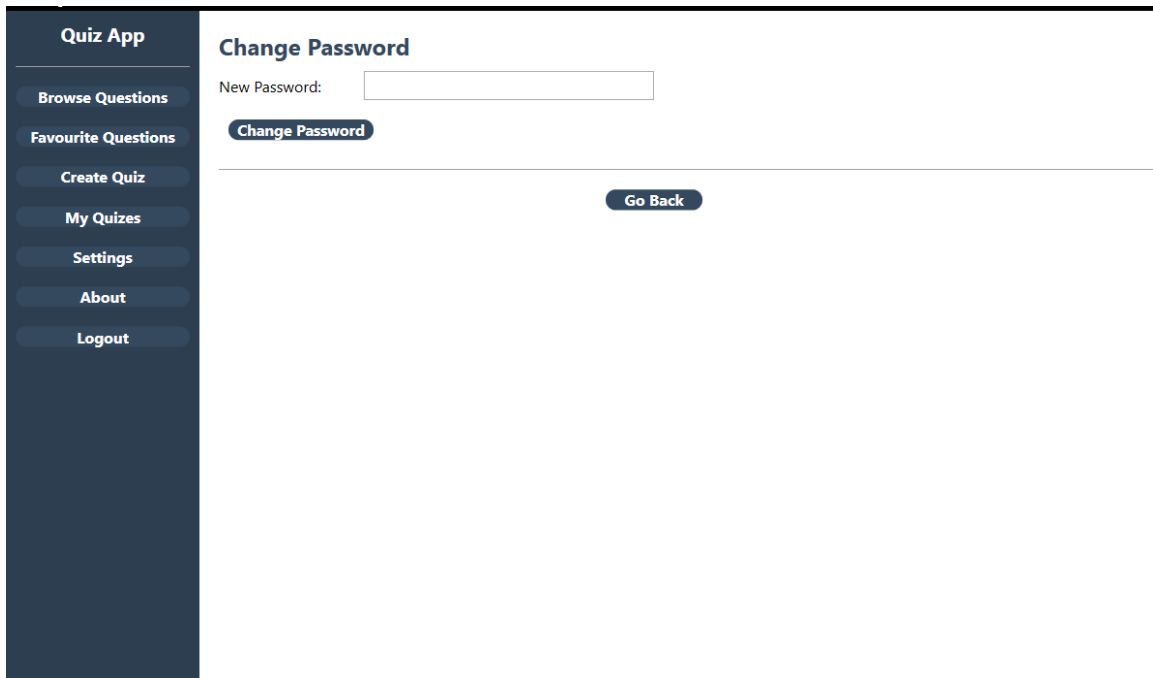 Quiz App
Browse Questions
Favourite Questions
Create Quiz
My Quizes
Settings
About
Logout
Change Password
New Password:
Change Password
Go Back